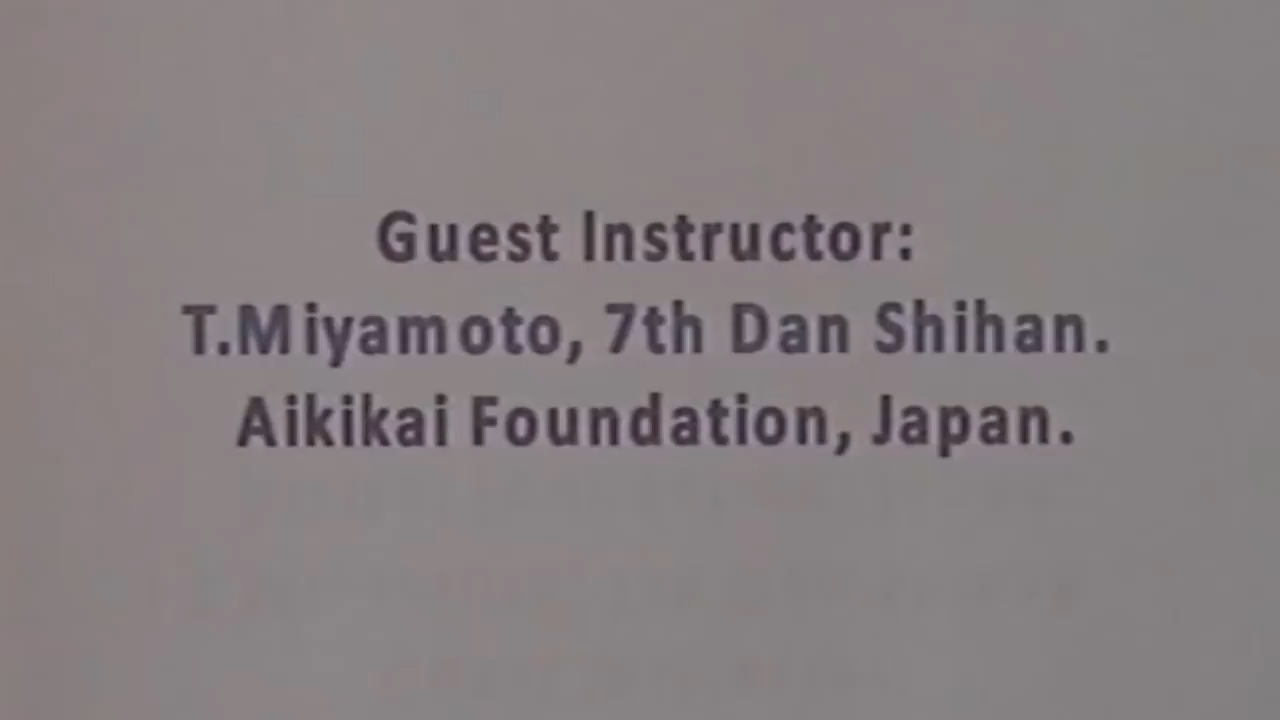 Guest Instructor:
T.Miyamoto, 7th Dan Shihan.
Aikikai Foundation, Japan.